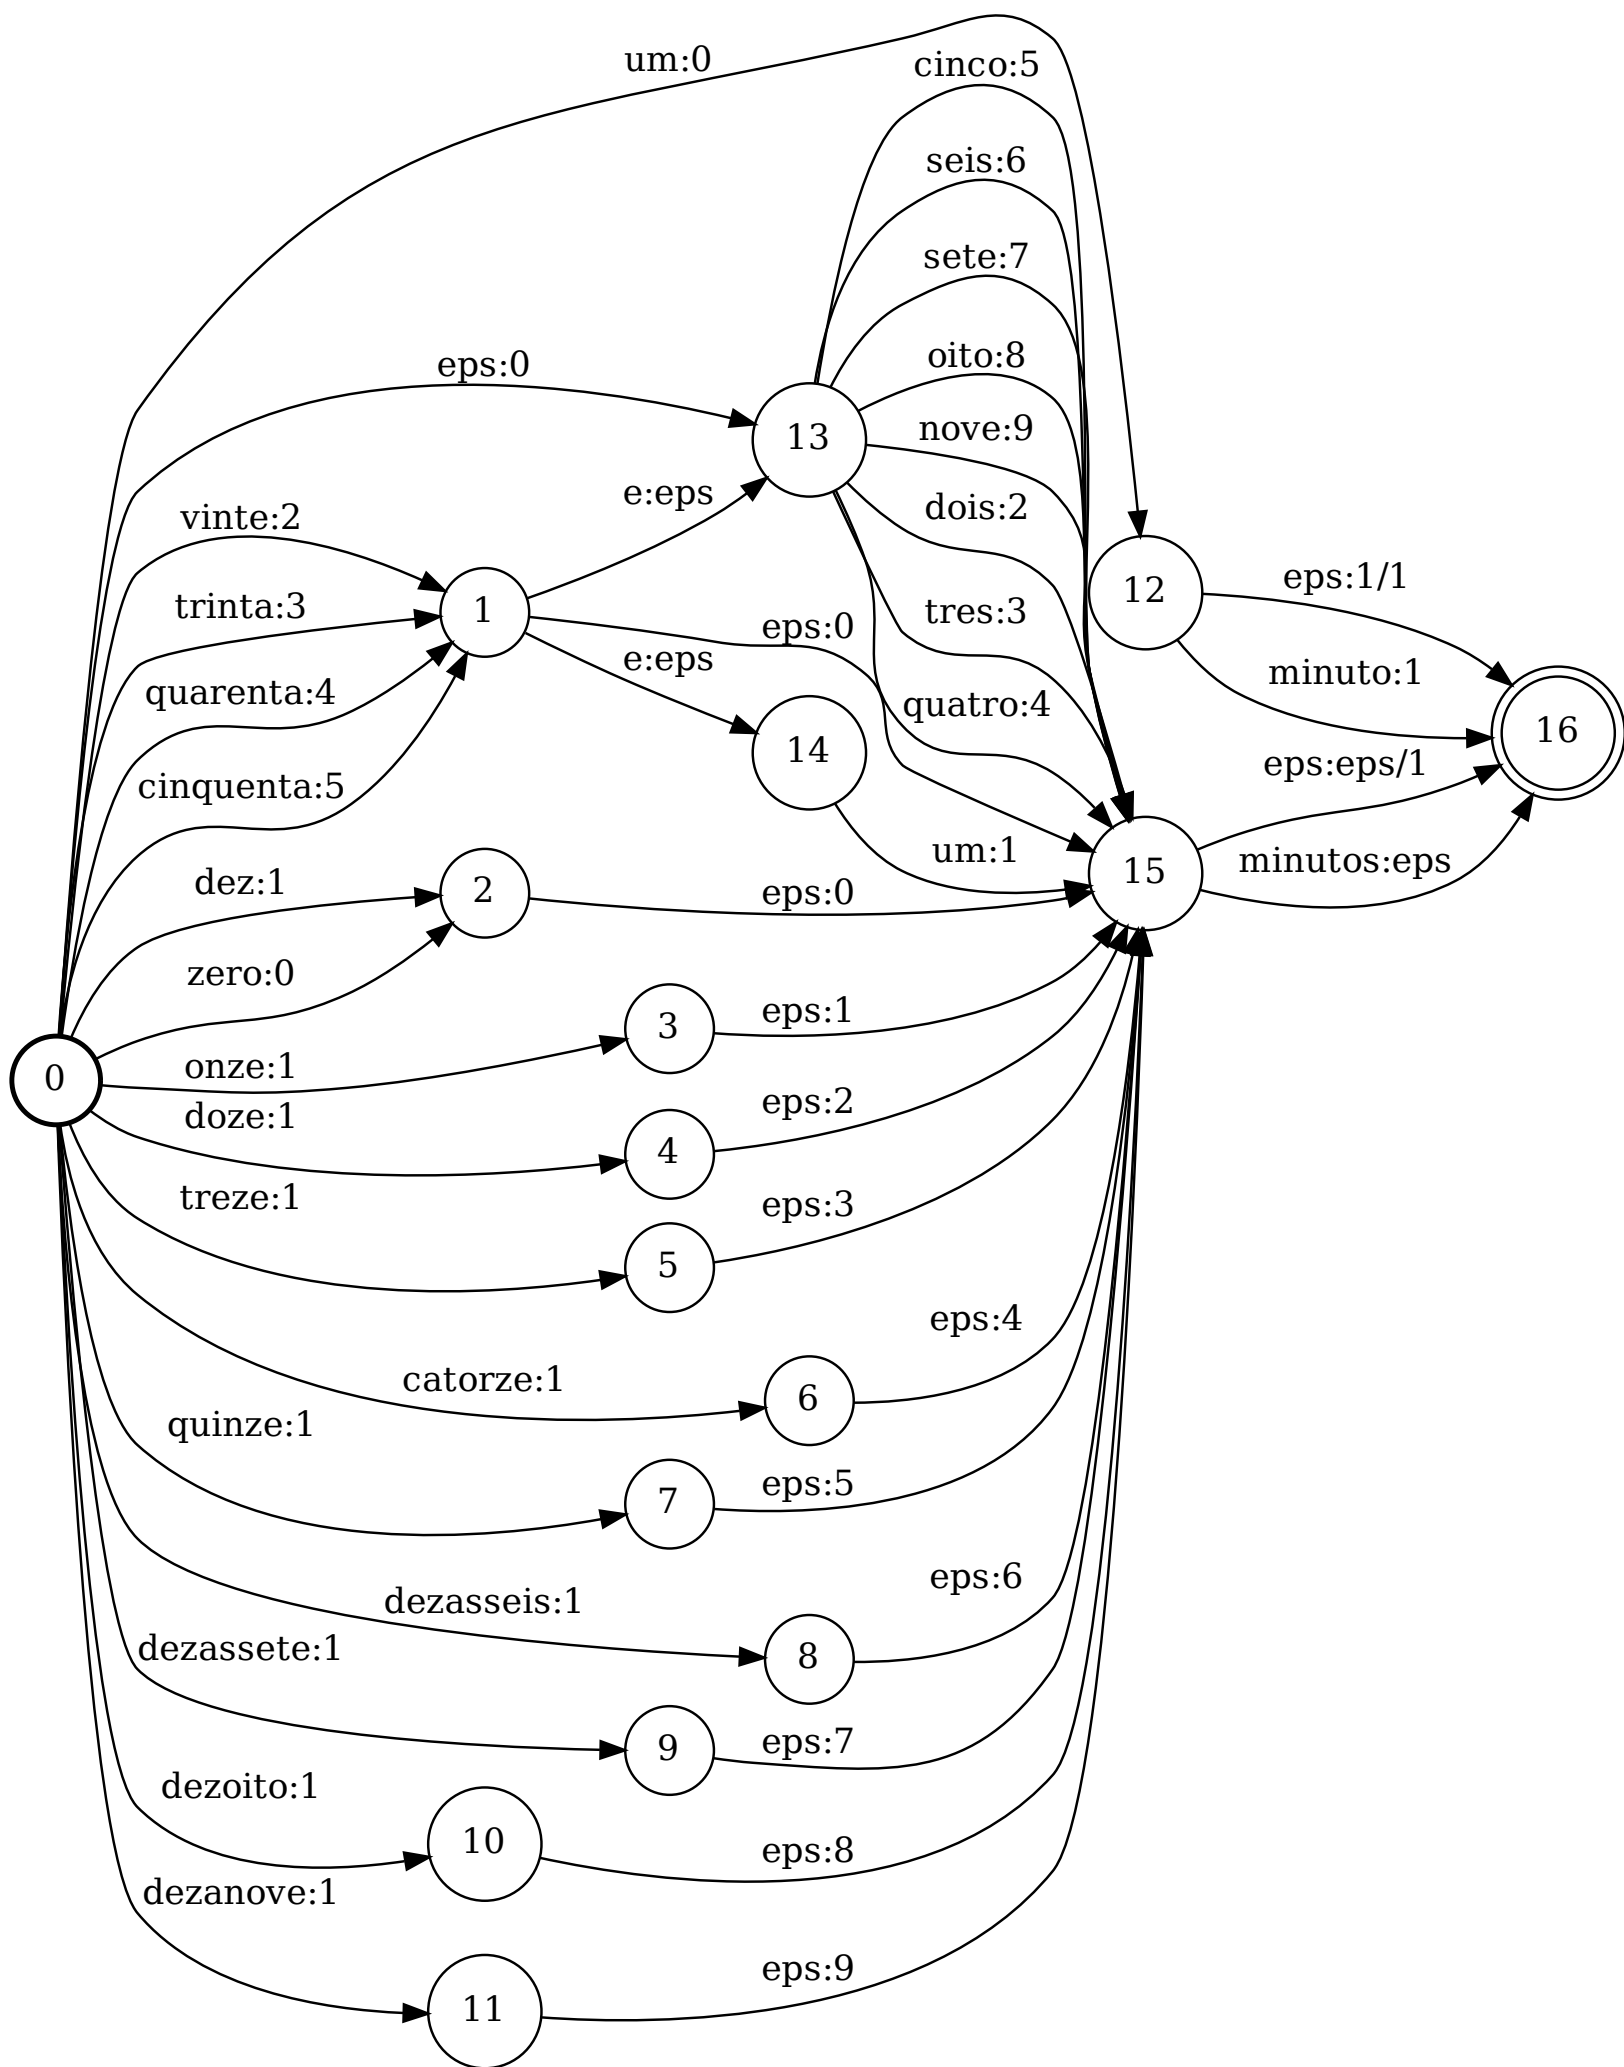 um:0
cinco:5
seis:6
sete:7
oito:8
eps:0
nove:9
13
e:eps
dois:2
vinte:2
eps:1/1
12
trinta:3
1
eps:0
tres:3
e:eps
minuto:1
quarenta:4
quatro:4
16
14
eps:eps/1
cinquenta:5
um:1
minutos:eps
15
dez:1
2
eps:0
zero:0
eps:1
3
onze:1
0
doze:1
eps:2
4
treze:1
eps:3
5
eps:4
catorze:1
6
quinze:1
eps:5
7
eps:6
dezasseis:1
8
dezassete:1
9
eps:7
dezoito:1
10
eps:8
dezanove:1
eps:9
11